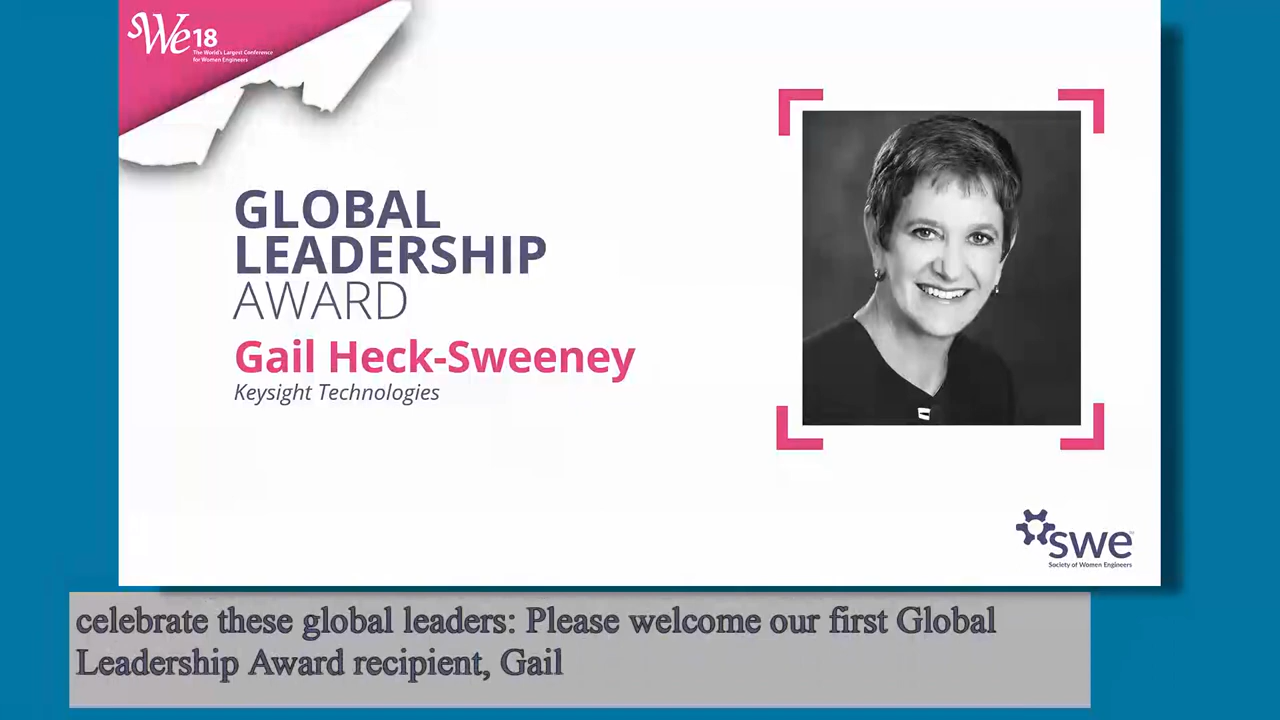 SWe18
The World's Largest Conference
for Women Engineers
GLOBAL
LEADERSHIP
AWARD
Gail Heck-Sweeney
Keysight Technologies
swe
Society of Women Engineers
celebrate these global leaders: Please welcome our first Global
Leadership Award recipient, Gail